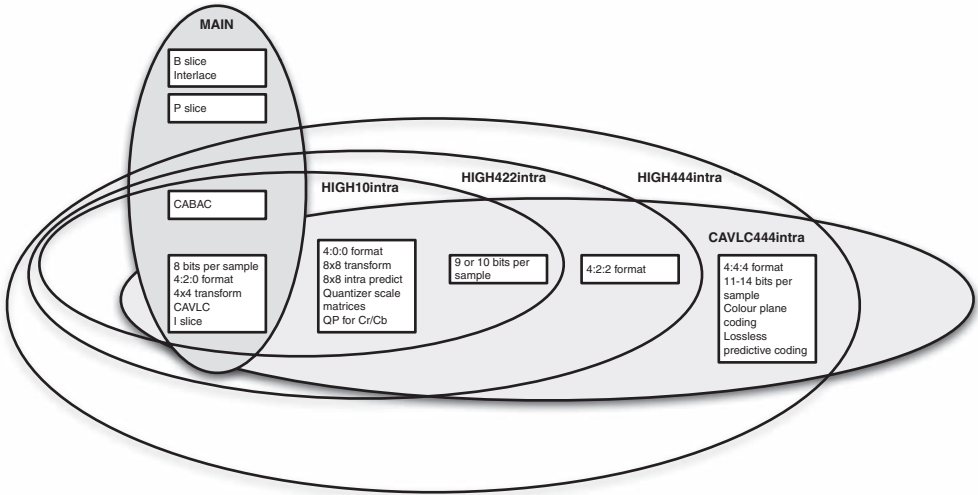 MAIN
B slice
Interlace
P slice
CABAC
8 bits per sample
4:2:0 format
4x4 transform
CAVLC
I slice
HIGH10intra
4:0:0 format
8x8 transform
8x8 intra predict
Quantizer scale
matrices
QP for Cr/Cb
HIGH422intra
9 or 10 bits per
sample
HIGH444intra
4:2:2 format
CAVLC444intra
4:4:4 format
11-14 bits per
sample
Colour plane
coding
Lossless
predictive coding